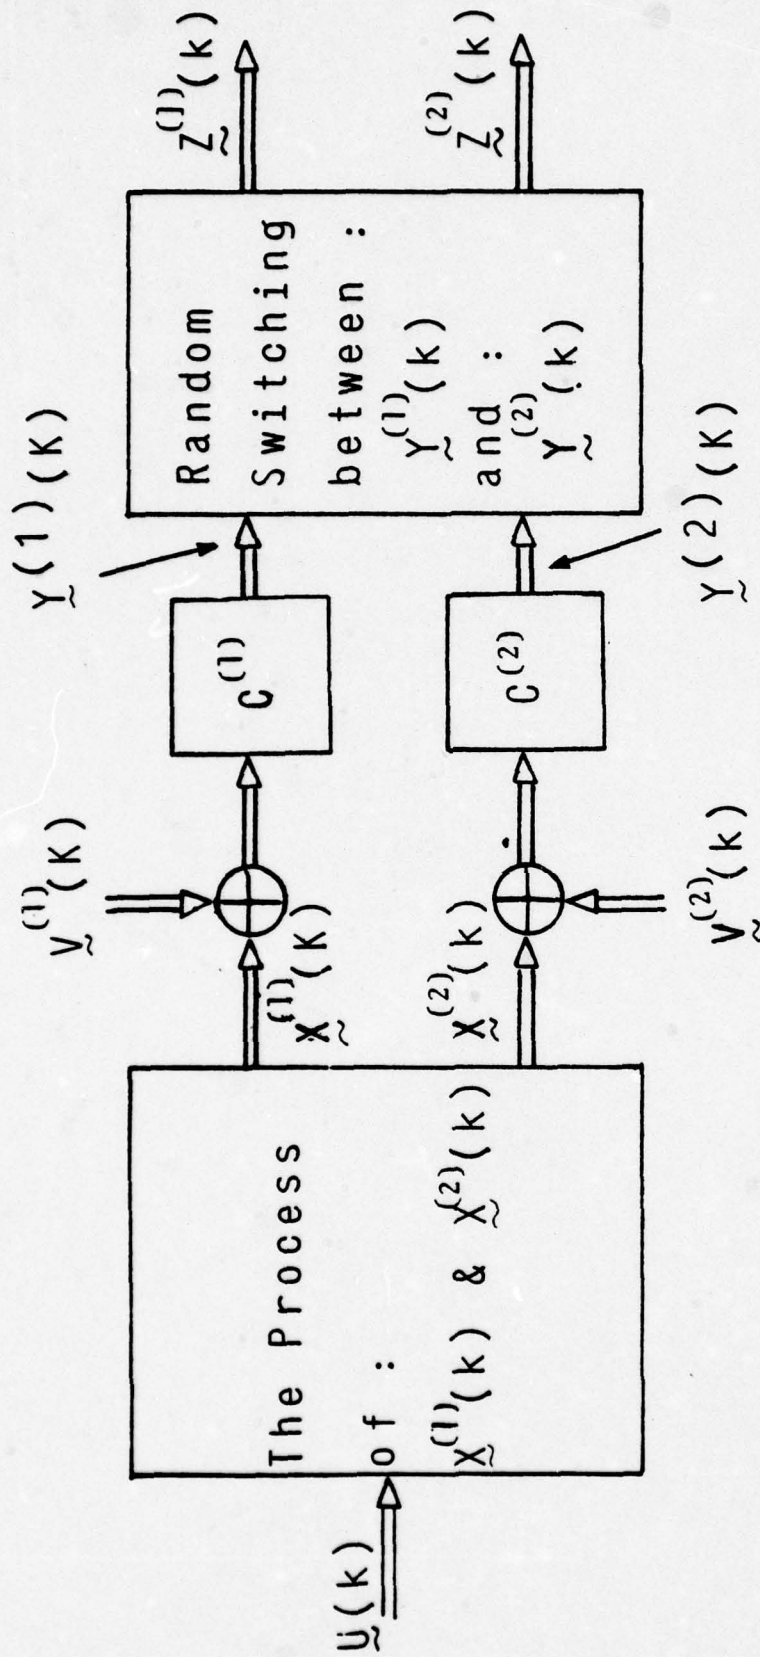 U(k)
The Process
of :
X^(1)(k) & X^(2)(k)
X^(1)(K)
X^(2)(k)
V^(1)(K)
V^(2)(k)
C^(1)
C^(2)
Y(1)(K)
Y(2)(K)
Random
Switching
between :
Y^(1)(k)
and :
Y^(2)(k)
Z^(1)(k)
Z^(2)(k)